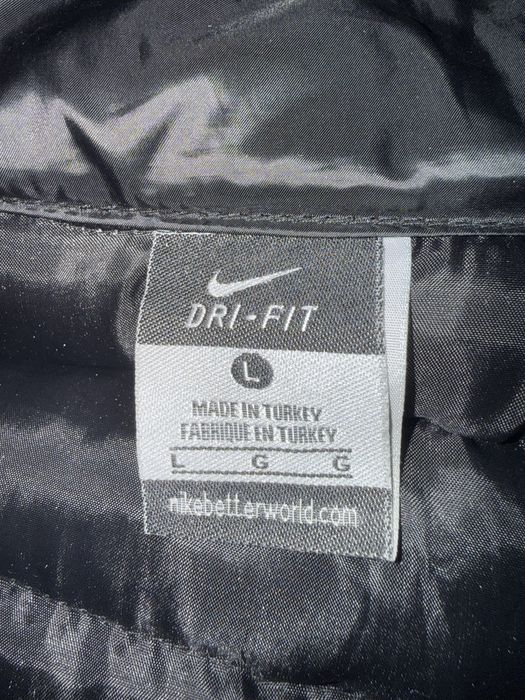 DRI-FIT
L
MADE IN TURKEY
FABRIQUE EN TURKEY
L G G
nikebetterworld.com